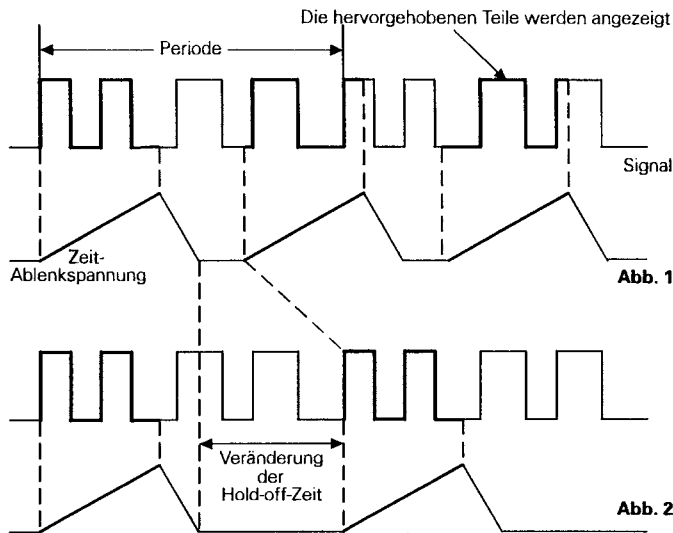 Die hervorgehobenen Teile werden angezeigt
Periode
Signal
Zeit-
Ablenkspannung
Abb. 1
Veränderung
der
Hold-off-Zeit
Abb. 2